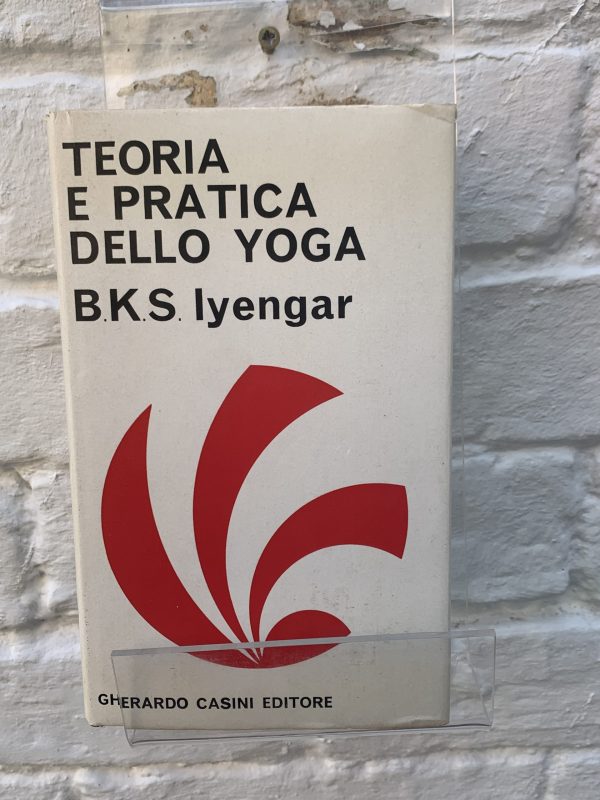 TEORIA
E PRATICA
DELLO YOGA
B.K.S. Iyengar
GHERARDO CASINI EDITORE